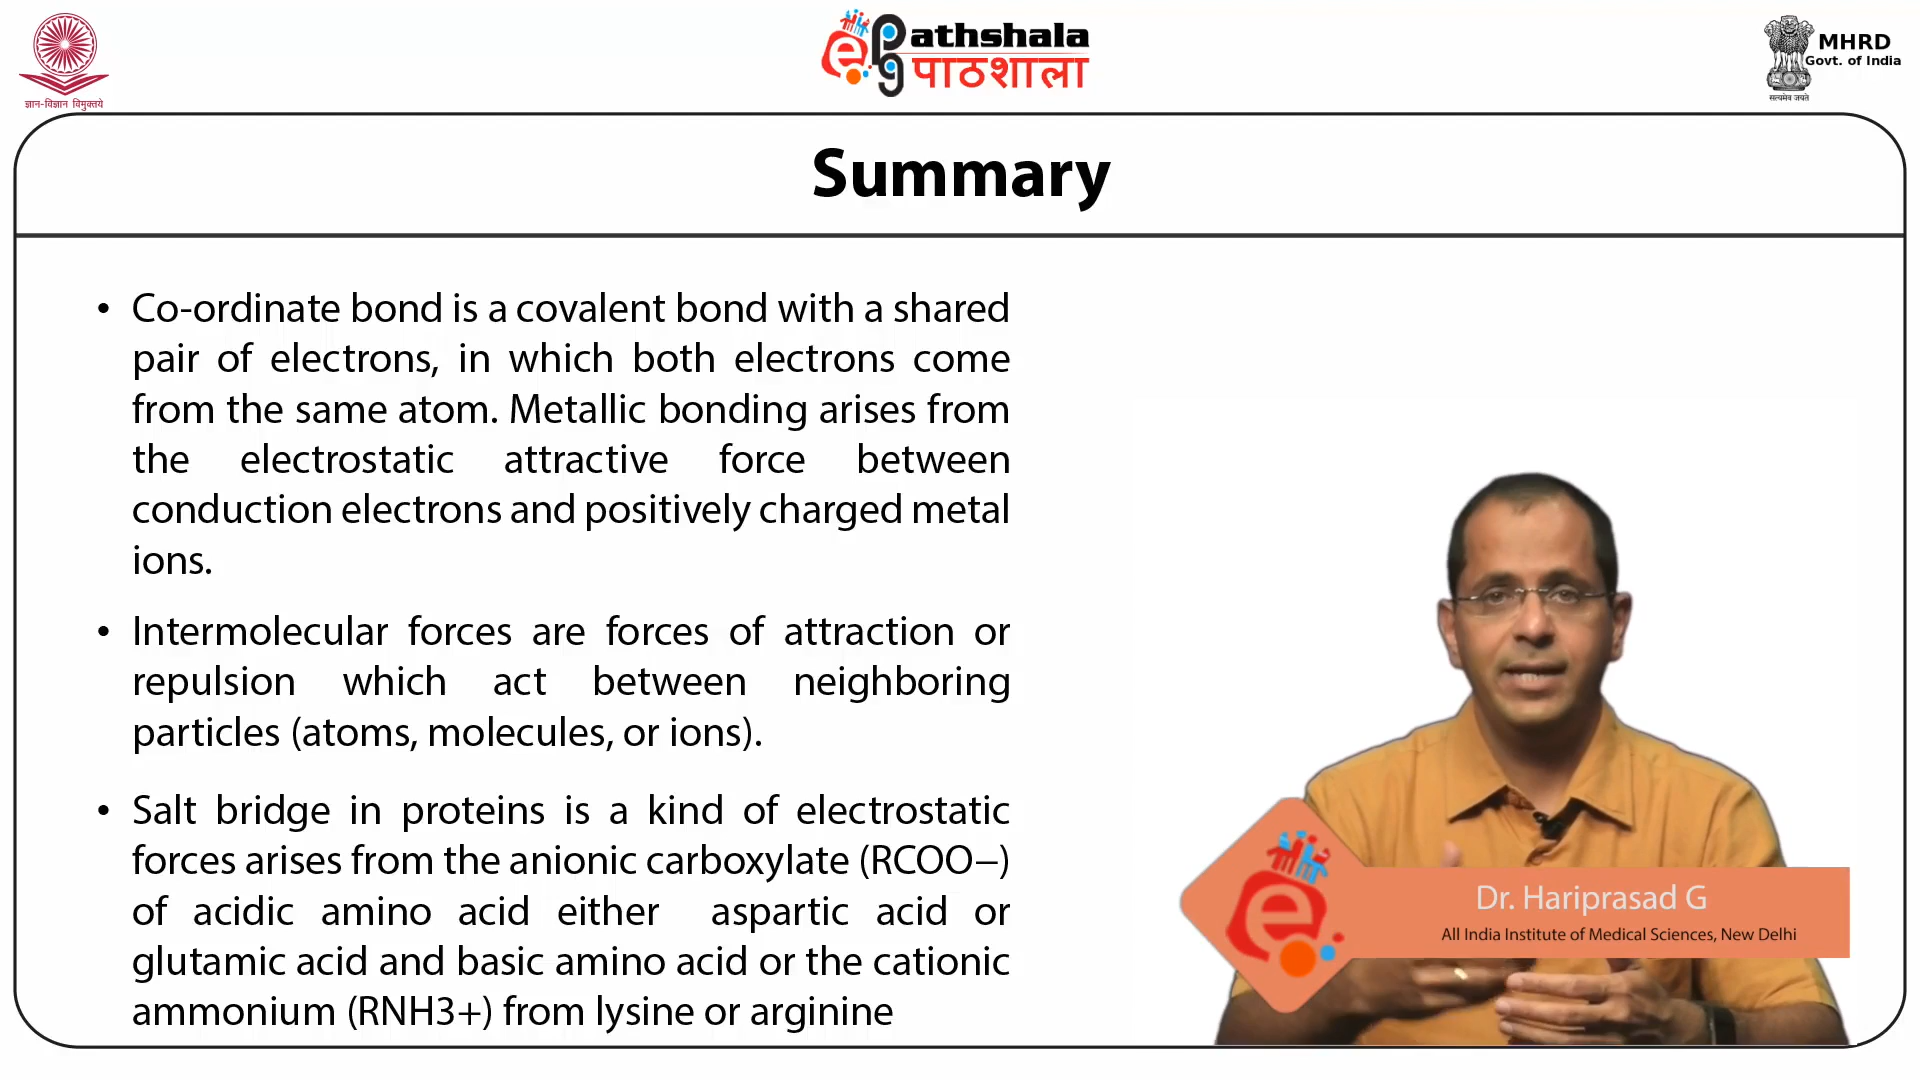 ज्ञान-विज्ञान विमुक्तये
ePathshala
पाठशाला
MHRD
Govt. of India
सत्यमेव जयते
Summary
• Co-ordinate bond is a covalent bond with a shared
pair of electrons, in which both electrons come
from the same atom. Metallic bonding arises from
the electrostatic attractive force between
conduction electrons and positively charged metal
ions.
• Intermolecular forces are forces of attraction or
repulsion which act between neighboring
particles (atoms, molecules, or ions).
• Salt bridge in proteins is a kind of electrostatic
forces arises from the anionic carboxylate (RCOO−)
of acidic amino acid either aspartic acid or
glutamic acid and basic amino acid or the cationic
ammonium (RNH3+) from lysine or arginine
Dr. Hariprasad G
All India Institute of Medical Sciences, New Delhi